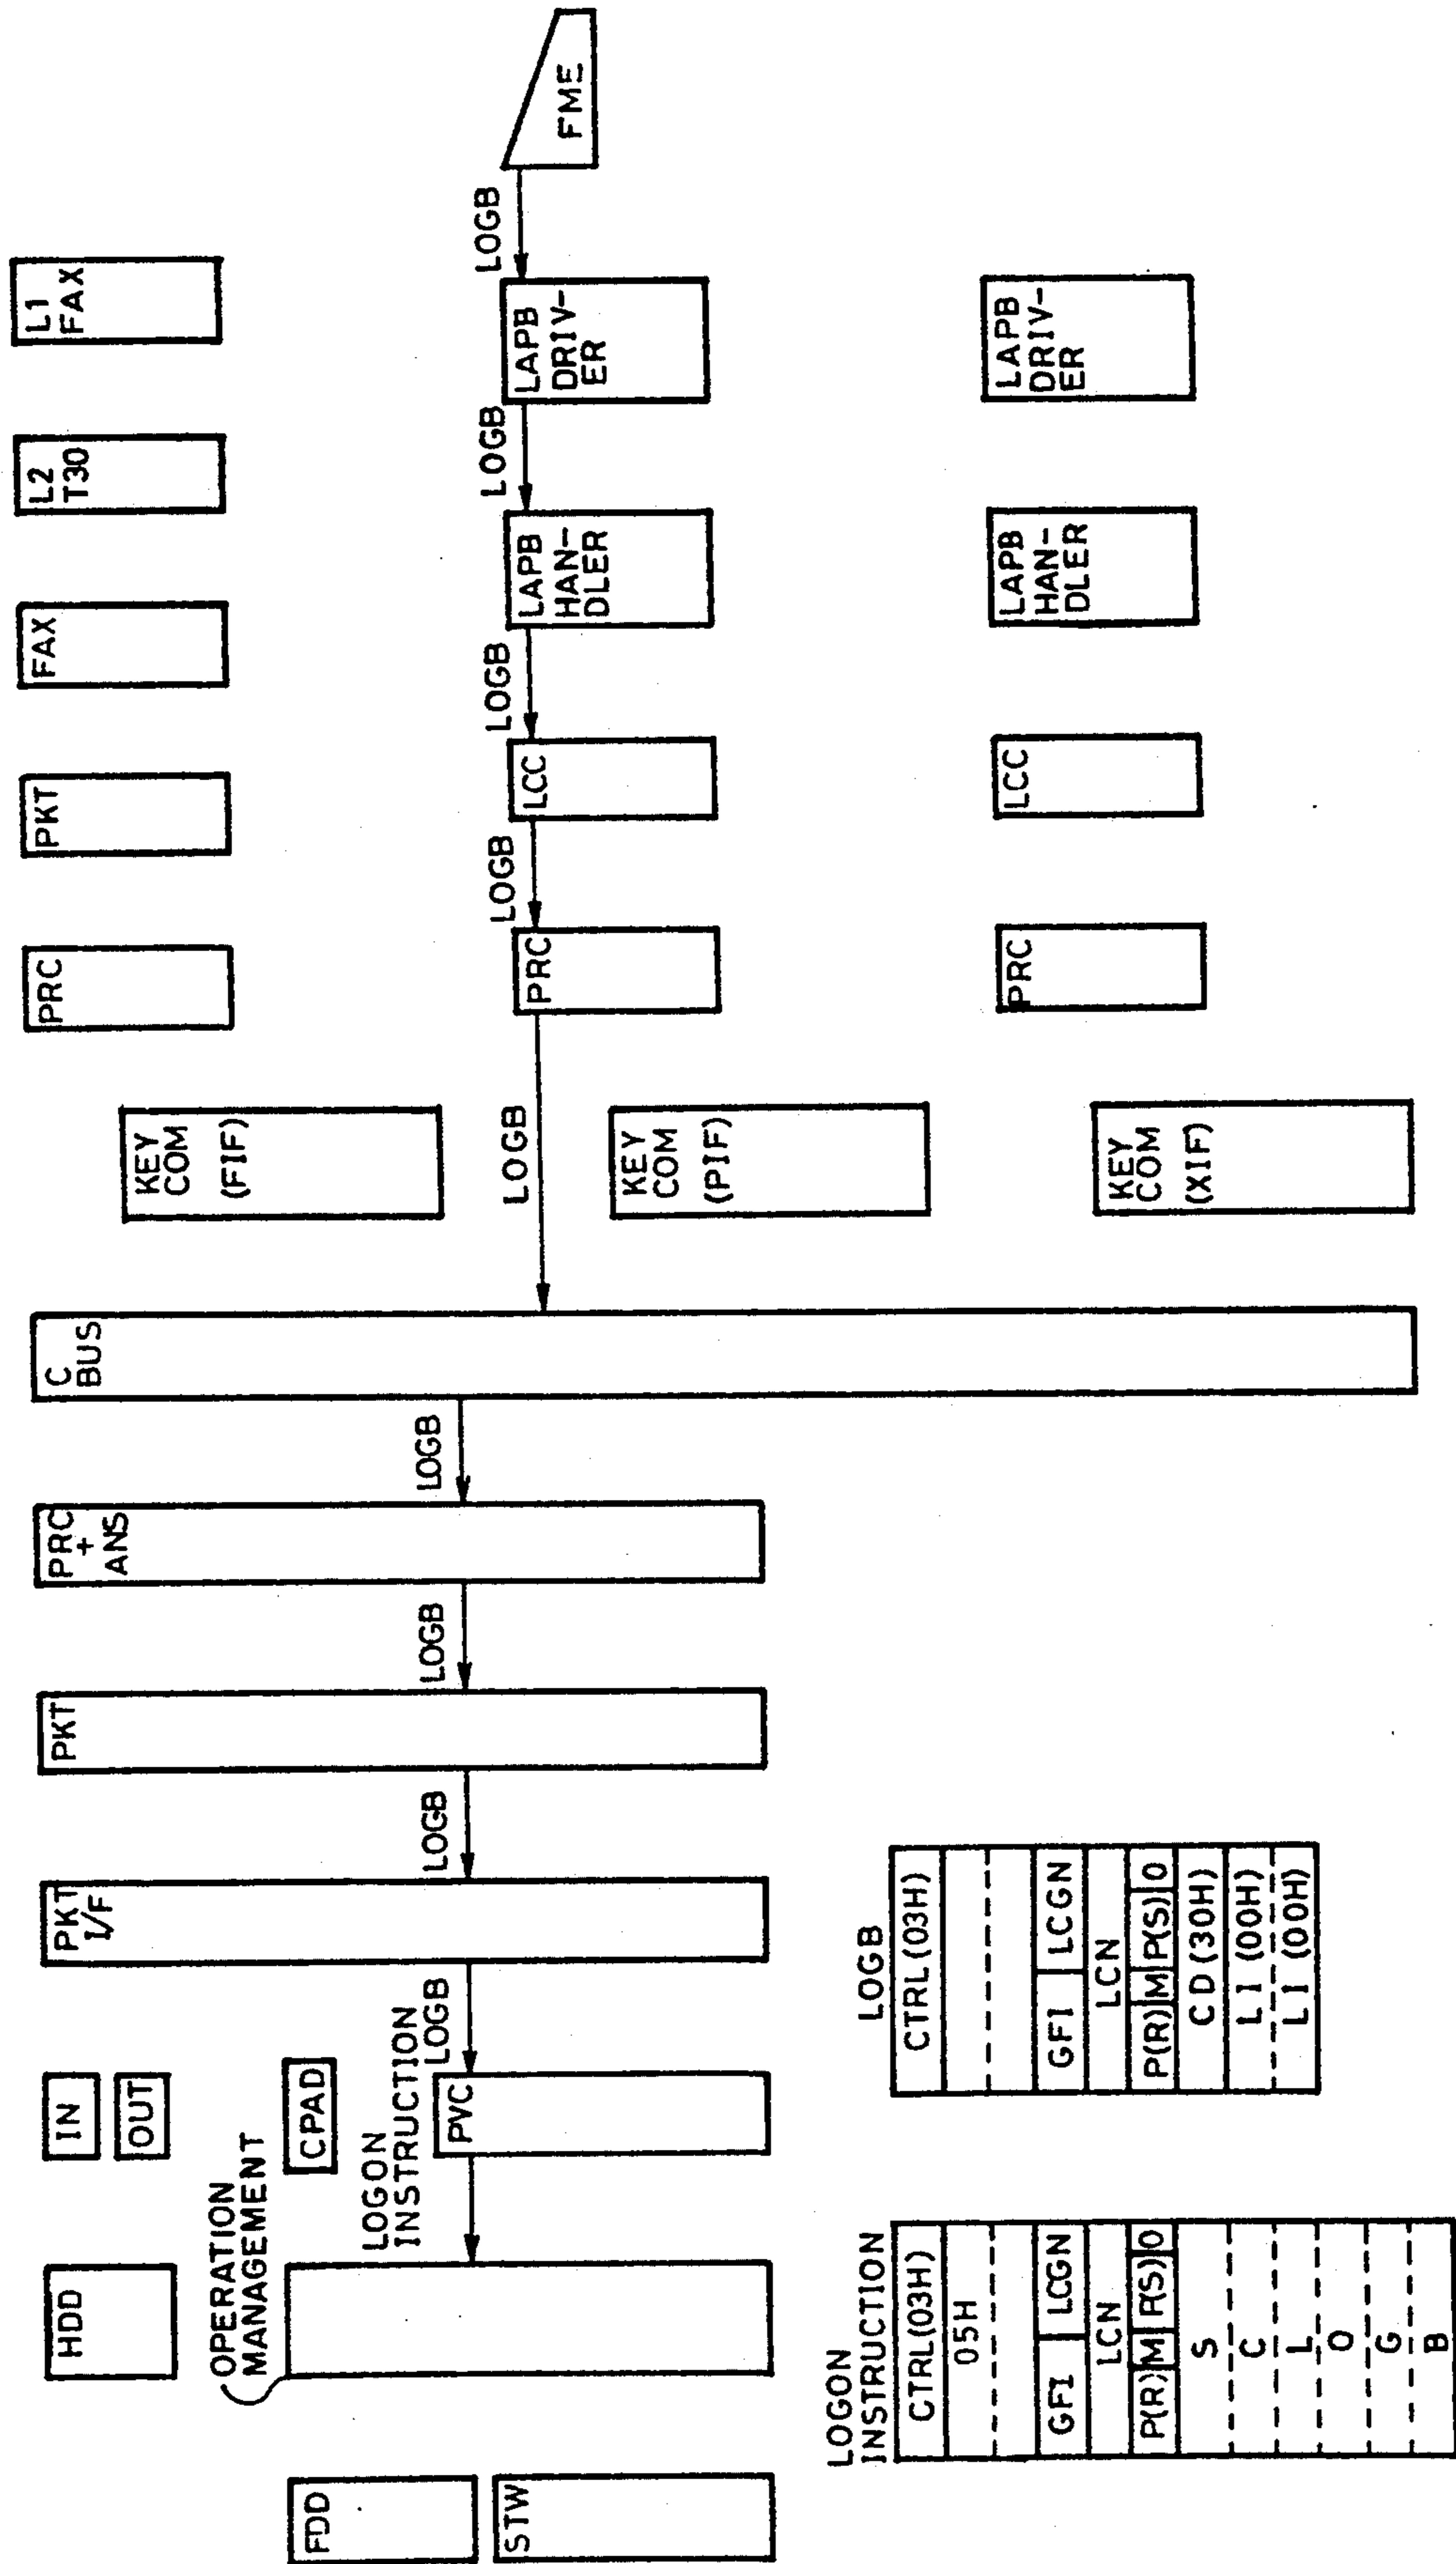 HDD
IN
OUT
PKT
I/F
PKT
PRC
+
ANS
C
BUS
PRC
PKT
FAX
L2
T30
L1
FAX
KEY
COM
(FIF)
OPERATION
MANAGEMENT
FDD
CPAD
LOGON
INSTRUCTION
LOGB
LOGB
LOGB
LOGB
LOGB
LOGB
LOGB
LOGB
LOGB
STW
PVC
PRC
LCC
LAPB
HAN-
DLER
LAPB
DRIV-
ER
FME
KEY
COM
(PIF)
LOGON
INSTRUCTION
CTRL(03H)
05H
GFI LCGN
LCN
P(R) M P(S) 0
S
C
L
O
G
B
LOGB
CTRL(03H)
GFI LCGN
LCN
P(R) M P(S) 0
CD(30H)
LI(00H)
LI(00H)
PRC
LCC
LAPB
HAN-
DLER
LAPB
DRIV-
ER
KEY
COM
(XIF)